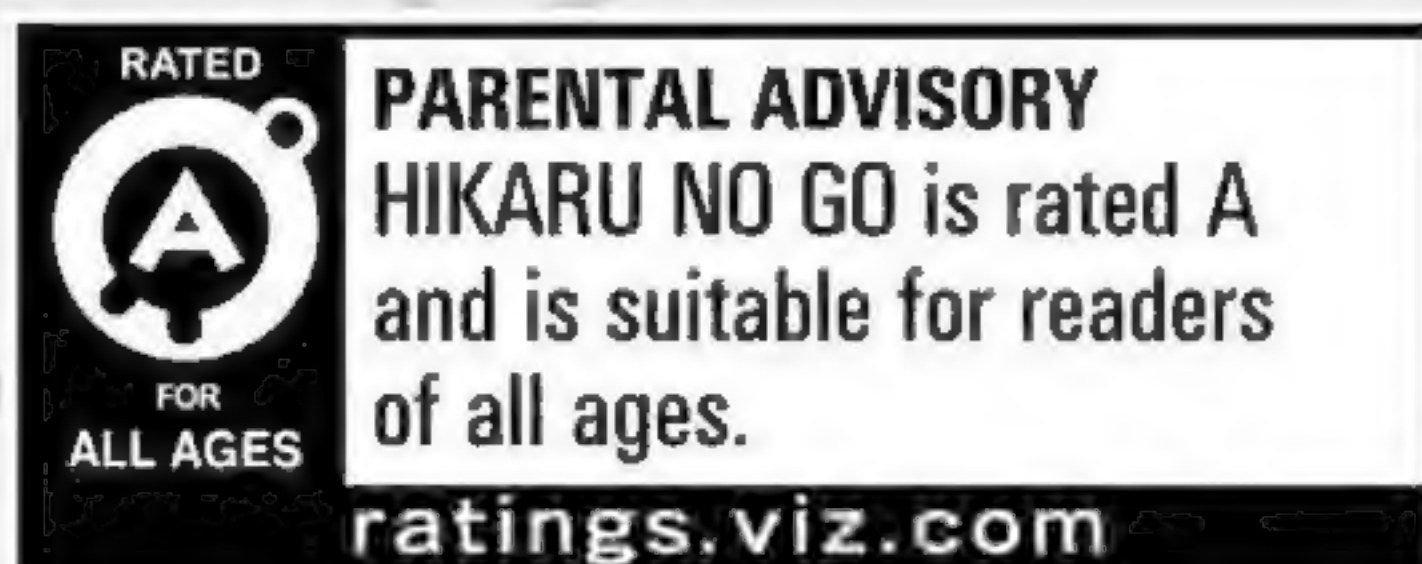 RATED
A
FOR
ALL AGES
PARENTAL ADVISORY
HIKARU NO GO is rated A
and is suitable for readers
of all ages.
ratings.viz.com